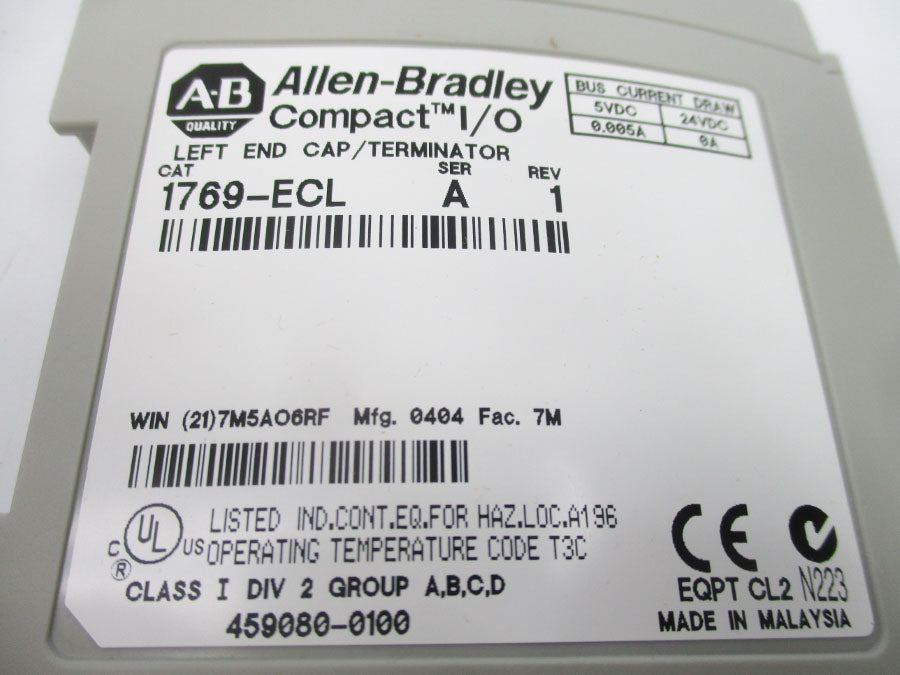 A-B
QUALITY
Allen-Bradley
Compact™ I/O
BUS CURRENT DRAW
5VDC 24VDC
0.005A 0A
LEFT END CAP/TERMINATOR
CAT SER REV
1769-ECL A 1
WIN (21)7M5AO6RF Mfg. 0404 Fac. 7M
C UL US
®
LISTED IND.CONT.EQ.FOR HAZ.LOC.A196
OPERATING TEMPERATURE CODE T3C
CLASS I DIV 2 GROUP A,B,C,D
459080-0100
CE
EQPT CL2 N223
MADE IN MALAYSIA